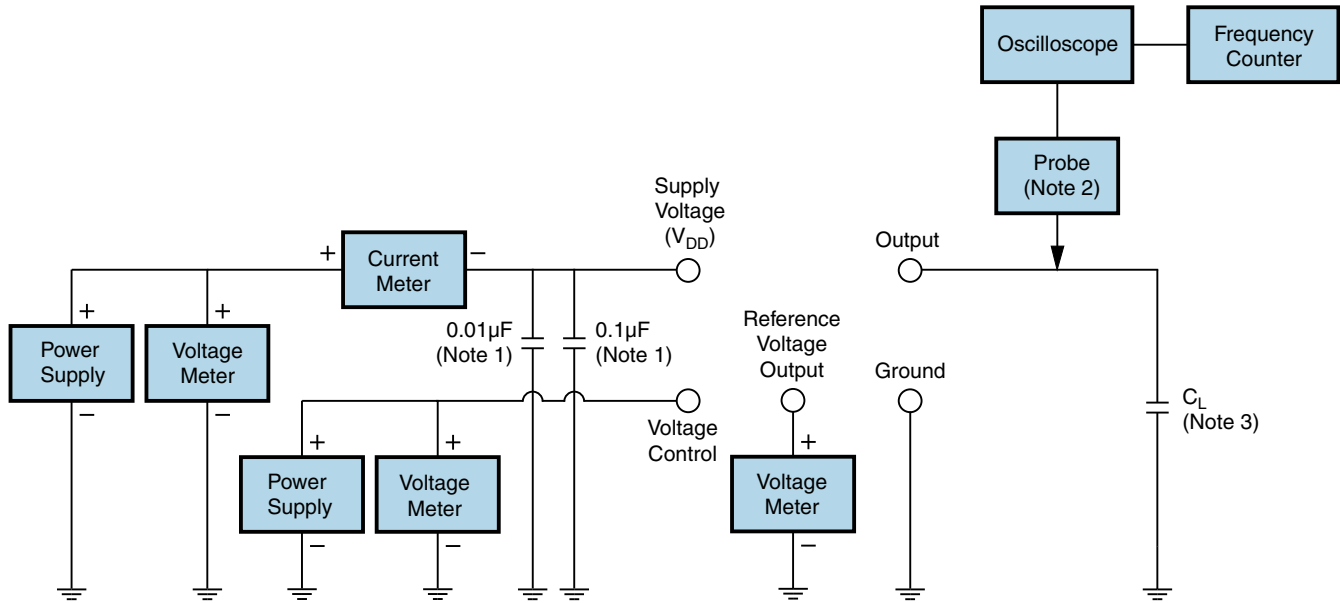 Oscilloscope
Frequency
Counter
Probe
(Note 2)
Supply
Voltage
(VDD)
Output
+
Current
Meter
−
+
Power
Supply
−
+
Voltage
Meter
−
0.01µF
(Note 1)
0.1µF
(Note 1)
Reference
Voltage
Output
Ground
Voltage
Control
CL
(Note 3)
+
Power
Supply
−
+
Voltage
Meter
−
+
Voltage
Meter
−